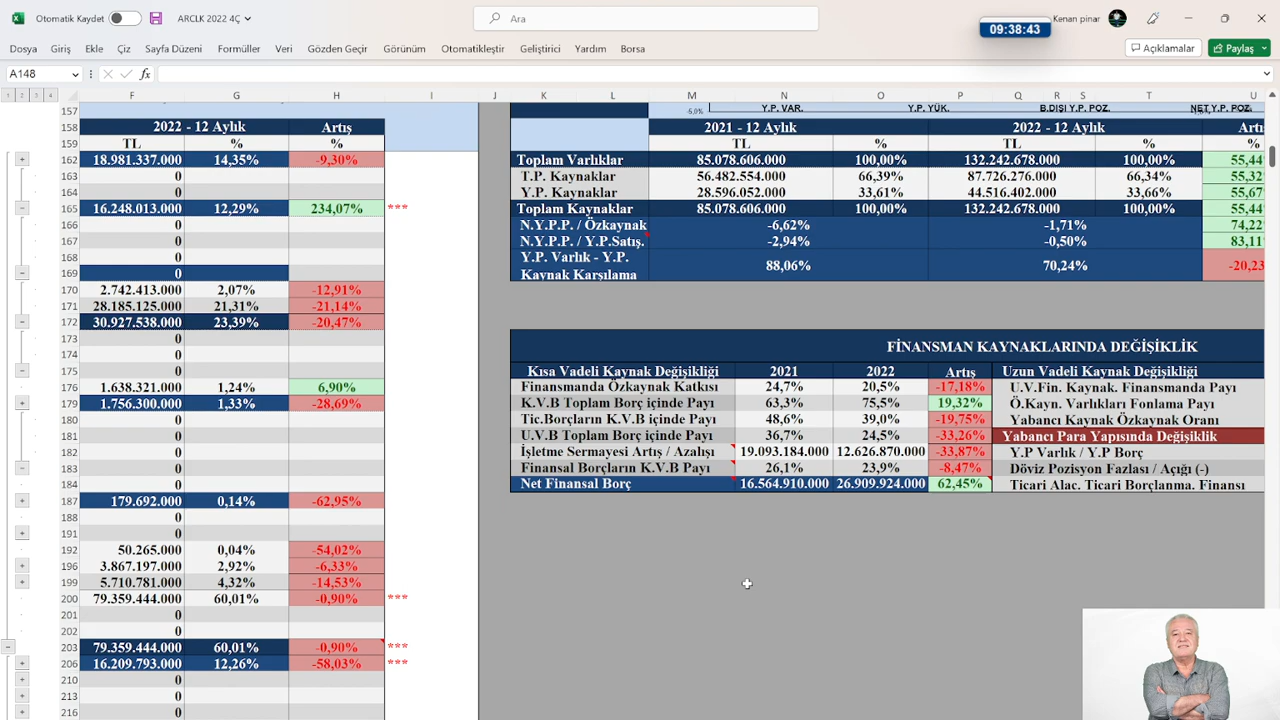 Otomatik Kaydet
ARCLK 2022 4Ç
Ara
09:38:43
Kenan pinar
Dosya Giriş Ekle Çiz Sayfa Düzeni Formüller Veri Gözden Geçir Görünüm Otomatikleştir Geliştirici Yardım Borsa
Açıklamalar
Paylaş
A148
fx
1 2 3 4 F G H I J K L M N O P Q R S T U
157 -5,0% Y.P. VAR. Y.P. YÜK. B.DIŞI Y.P. POZ. NET Y.P. POZ.
158 2022 - 12 Aylık Artış 2021 - 12 Aylık 2022 - 12 Aylık
159 TL % % TL % TL % %
162 18.981.337.000 14,35% -9,30% Toplam Varlıklar 85.078.606.000 100,00% 132.242.678.000 100,00%
163 0 T.P. Kaynaklar 56.482.554.000 66,39% 87.726.276.000 66,34%
164 0 Y.P. Kaynaklar 28.596.052.000 33,61% 44.516.402.000 33,66%
165 16.248.013.000 12,29% 234,07% *** Toplam Kaynaklar 85.078.606.000 100,00% 132.242.678.000 100,00%
166 0 N.Y.P.P. / Özkaynak -6,62% -1,71%
167 0 N.Y.P.P. / Y.P.Satış. -2,94% -0,50%
168 0 Y.P. Varlık - Y.P.
169 0 Kaynak Karşılama 88,06% 70,24%
170 2.742.413.000 2,07% -12,91%
171 28.185.125.000 21,31% -21,14%
172 30.927.538.000 23,39% -20,47%
173 0 FİNANSMAN KAYNAKLARINDA DEĞİŞİKLİK
174 0
175 0 Kısa Vadeli Kaynak Değişikliği 2021 2022 Artış Uzun Vadeli Kaynak Değişikliği
176 1.638.321.000 1,24% 6,90% Finansmanda Özkaynak Katkısı 24,7% 20,5% -17,18% U.V.Fin. Kaynak. Finansmanda Payı
179 1.756.300.000 1,33% -28,69% K.V.B Toplam Borç içinde Payı 63,3% 75,5% 19,32% Ö.Kayn. Varlıkları Fonlama Payı
180 0 Tic.Borçların K.V.B içinde Payı 48,6% 39,0% -19,75% Yabancı Kaynak Özkaynak Oranı
181 0 U.V.B Toplam Borç içinde Payı 36,7% 24,5% -33,26% Yabancı Para Yapısında Değişiklik
182 0 İşletme Sermayesi Artış / Azalışı 19.093.184.000 12.626.870.000 -33,87% Y.P Varlık / Y.P Borç
183 0 Finansal Borçların K.V.B Payı 26,1% 23,9% -8,47% Döviz Pozisyon Fazlası / Açığı (-)
184 0 Net Finansal Borç 16.564.910.000 26.909.924.000 62,45% Ticari Alac. Ticari Borçlanma. Finansı
187 179.692.000 0,14% -62,95%
188 0
191 0
192 50.265.000 0,04% -54,02%
196 3.867.197.000 2,92% -6,33%
199 5.710.781.000 4,32% -14,53%
200 79.359.444.000 60,01% -0,90% ***
201 0
202 0
203 79.359.444.000 60,01% -0,90% ***
206 16.209.793.000 12,26% -58,03% ***
210 0
213 0
216 0